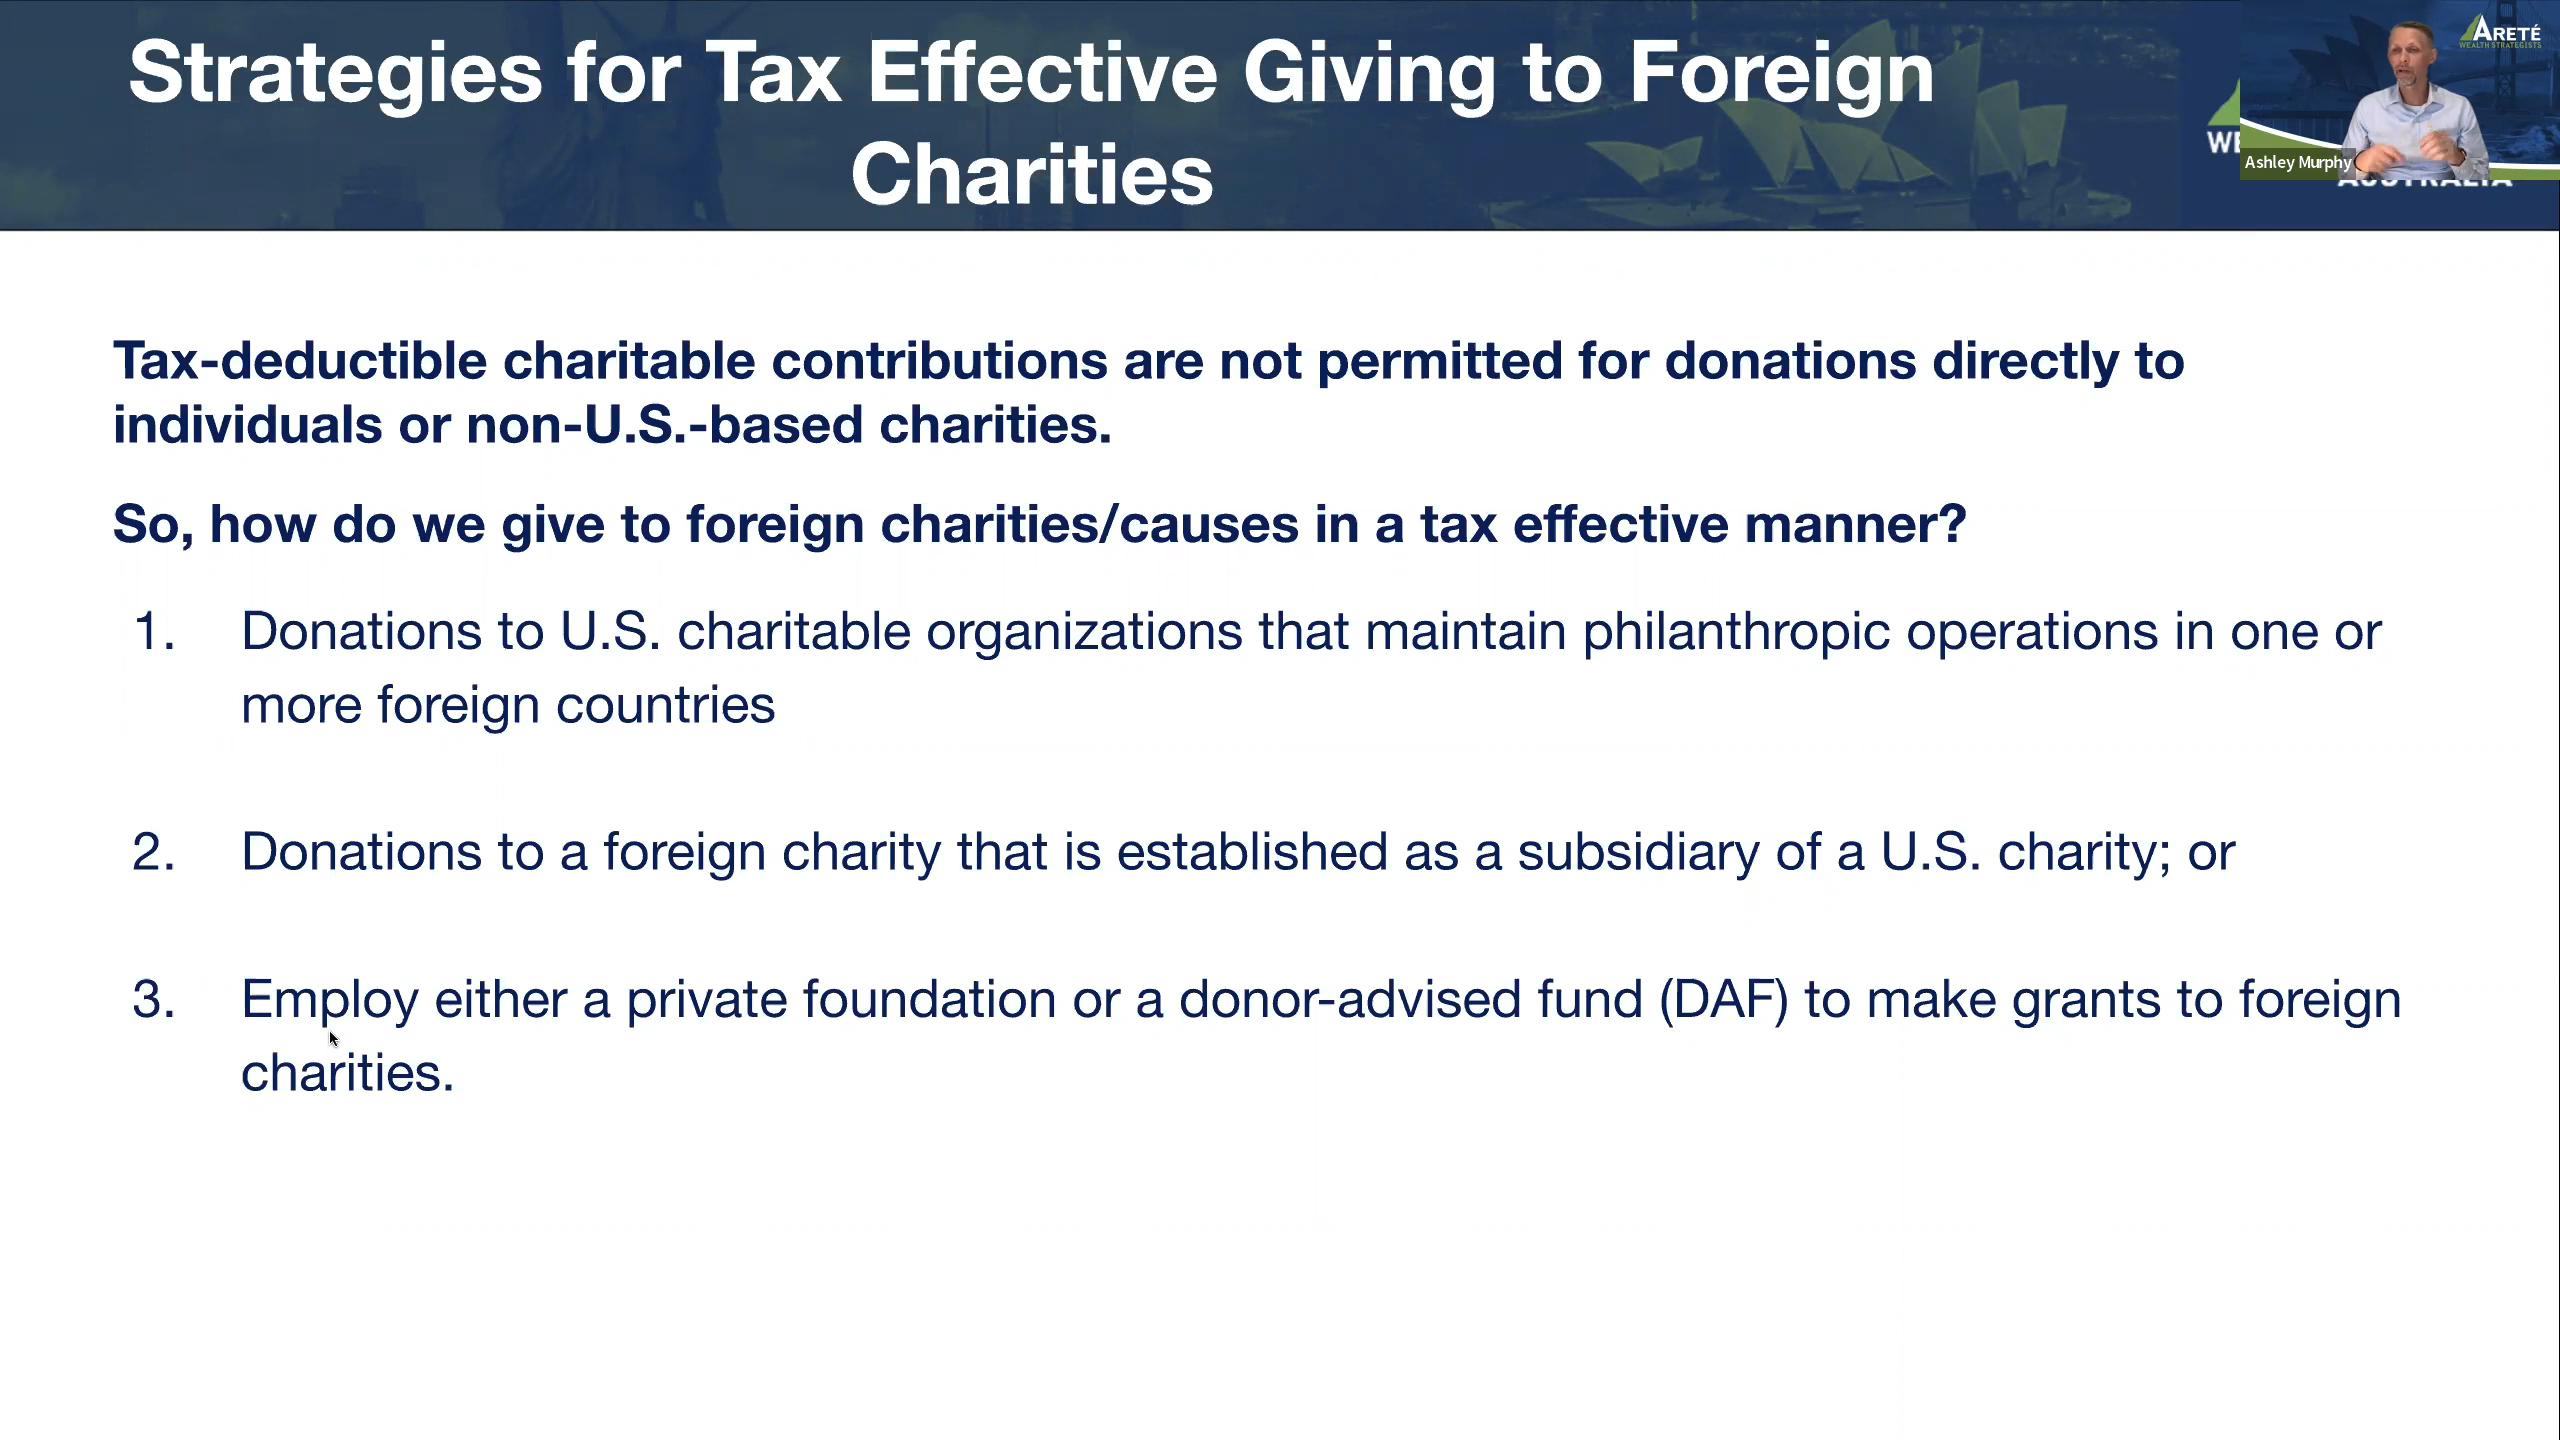 Strategies for Tax Effective Giving to Foreign
Charities
ARETÉ
WEALTH STRATEGISTS
Ashley Murphy
Tax-deductible charitable contributions are not permitted for donations directly to
individuals or non-U.S.-based charities.
So, how do we give to foreign charities/causes in a tax effective manner?
1. Donations to U.S. charitable organizations that maintain philanthropic operations in one or
more foreign countries
2. Donations to a foreign charity that is established as a subsidiary of a U.S. charity; or
3. Employ either a private foundation or a donor-advised fund (DAF) to make grants to foreign
charities.